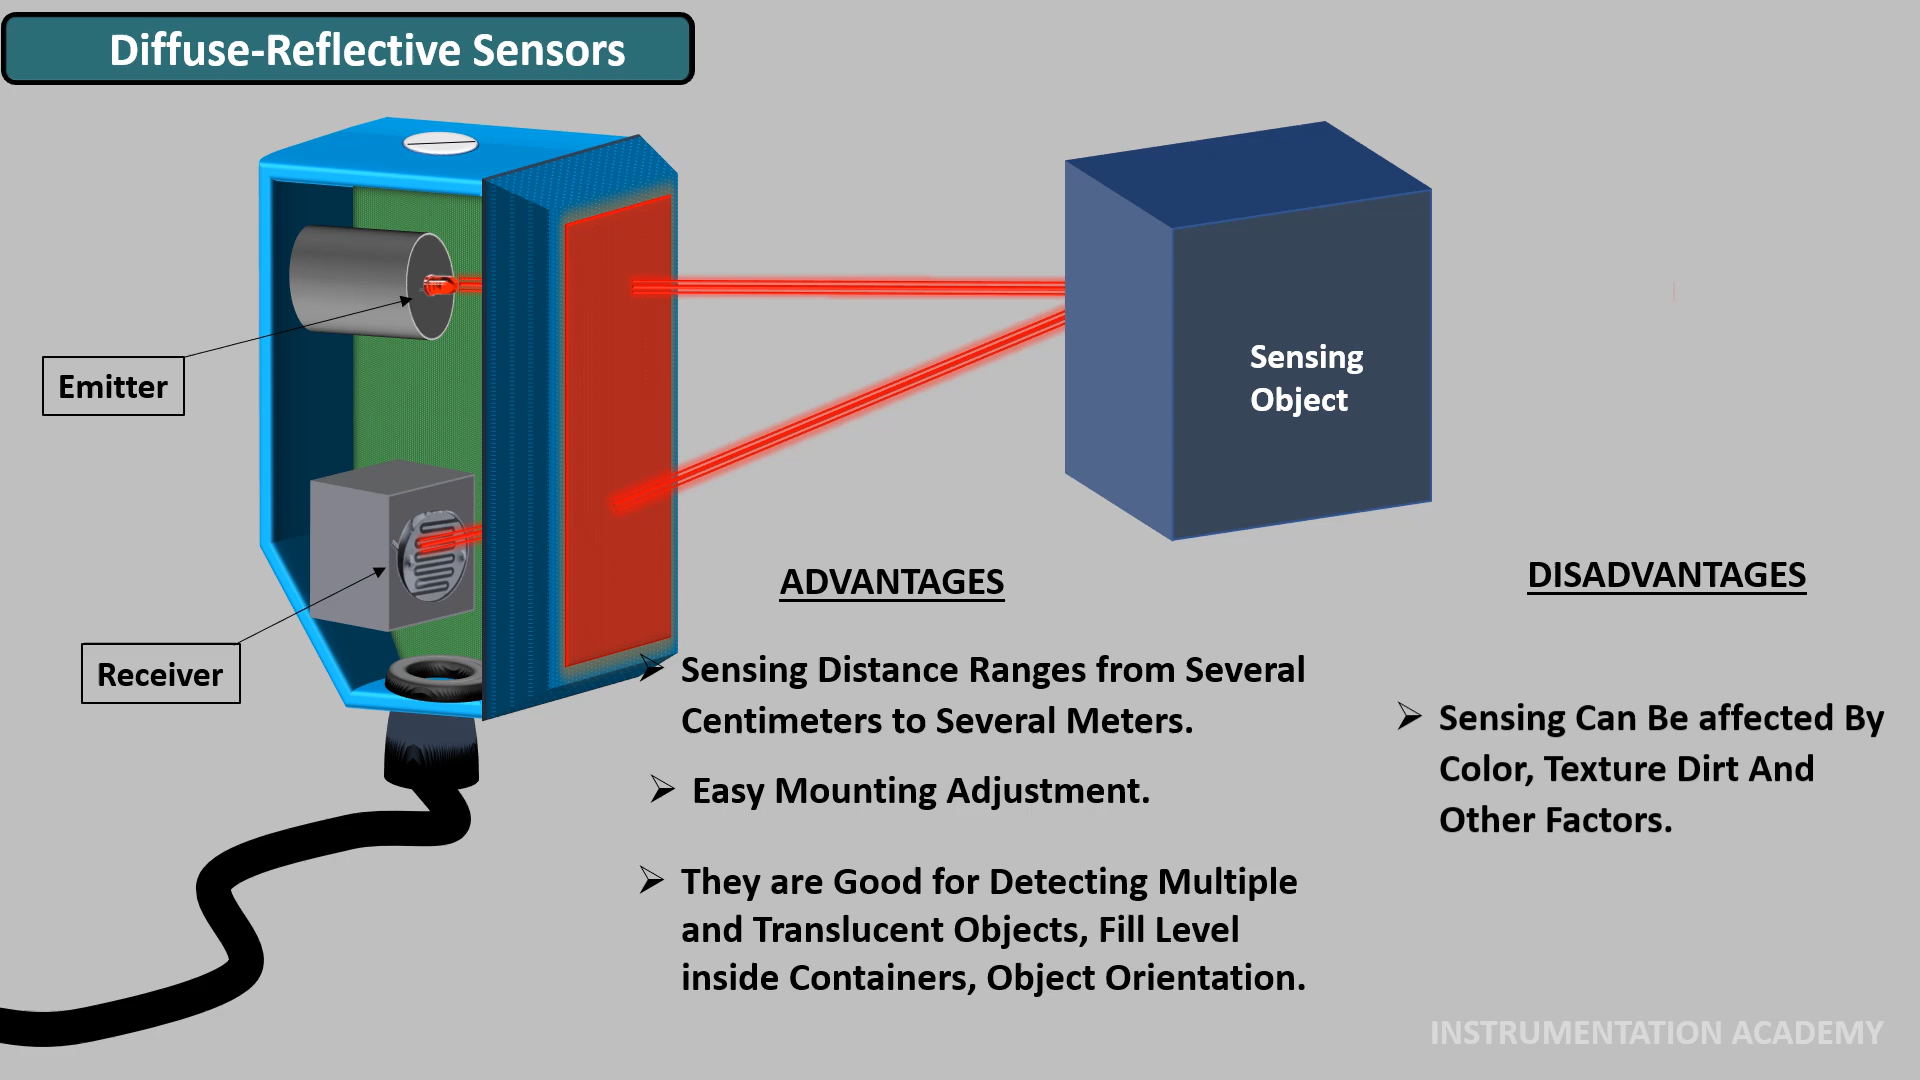 Diffuse-Reflective Sensors
Emitter
Receiver
Sensing
Object
ADVANTAGES
Sensing Distance Ranges from Several
Centimeters to Several Meters.
Easy Mounting Adjustment.
They are Good for Detecting Multiple
and Translucent Objects, Fill Level
inside Containers, Object Orientation.
DISADVANTAGES
Sensing Can Be affected By
Color, Texture Dirt And
Other Factors.
INSTRUMENTATION ACADEMY